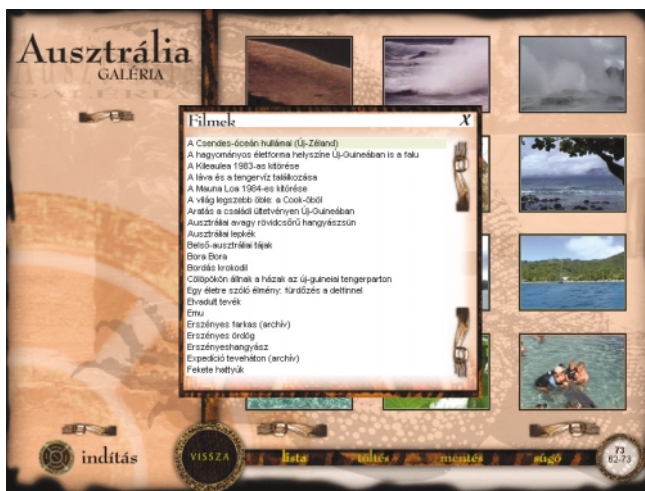 Ausztrália
GALÉRIA
Filmek X
A Csendes-óceán hullámai (Új-Zéland)
A hagyományos életforma helyszíne Új-Guineában is a falu
A Kileaulea 1983-as kitörése
A láva és a tengervíz találkozása
A Mauna Loa 1984-es kitörése
A világ legszebb öble: a Cook-öböl
Aratás a családi ültetvényen Új-Guineában
Ausztráliai avagy rövidcsőrű hangyászsün
Ausztráliai lepkék
Belső-ausztráliai tájak
Bora Bora
Bordás krokodil
Cölöpökön állnak a házak az új-guineiai tengerparton
Egy életre szóló élmény: fürdőzés a delfinnel
Elvadult tevék
Emu
Erszényes farkas (archív)
Erszényes ördög
Erszényeshangyász
Expedíció teveháton (archív)
Fekete hattyúk
indítás
VISSZA
lista
töltés
mentés
súgó
73
62-73